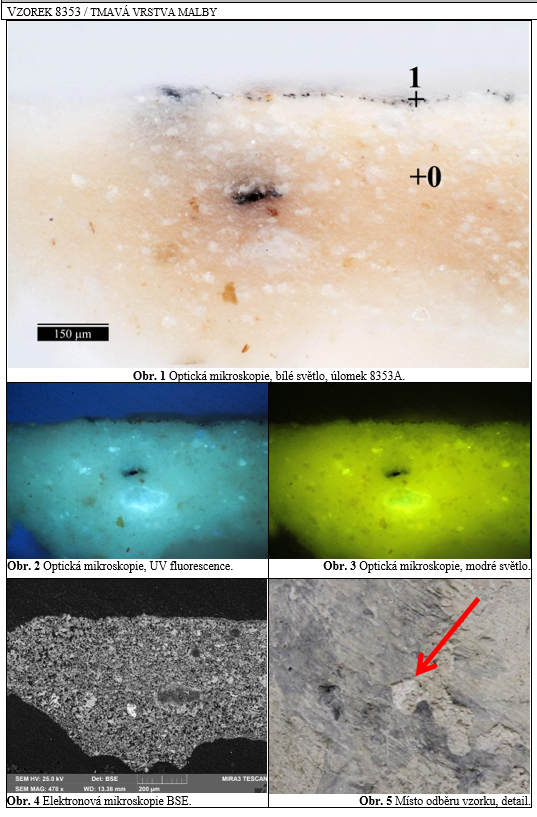 VZOREK 8353 / TMAVÁ VRSTVA MALBY
1
+
+0
150 µm
Obr. 1 Optická mikroskopie, bílé světlo, úlomek 8353A.
Obr. 2 Optická mikroskopie, UV fluorescence.
Obr. 3 Optická mikroskopie, modré světlo.
SEM HV: 25.0 kV Det: BSE MIRA3 TESCAN
SEM MAG: 478 x WD: 13.38 mm 200 µm
Obr. 4 Elektronová mikroskopie BSE.
Obr. 5 Místo odběru vzorku, detail.